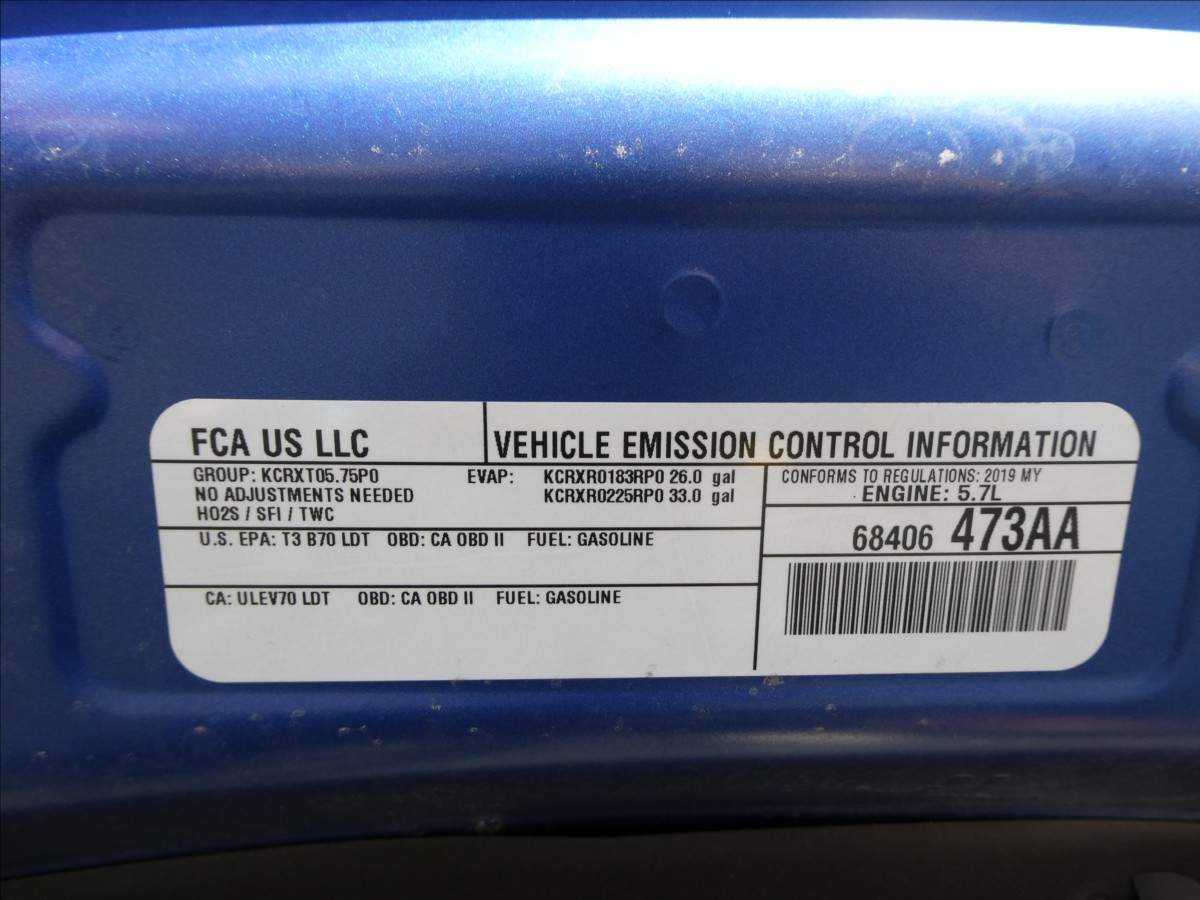 FCA US LLC
VEHICLE EMISSION CONTROL INFORMATION
GROUP: KCRXT05.75P0
NO ADJUSTMENTS NEEDED
HO2S / SFI / TWC
EVAP: KCRXR0183RP0 26.0 gal
KCRXR0225RP0 33.0 gal
CONFORMS TO REGULATIONS: 2019 MY
ENGINE: 5.7L
U.S. EPA: T3 B70 LDT OBD: CA OBD II FUEL: GASOLINE
68406 473AA
CA: ULEV70 LDT OBD: CA OBD II FUEL: GASOLINE